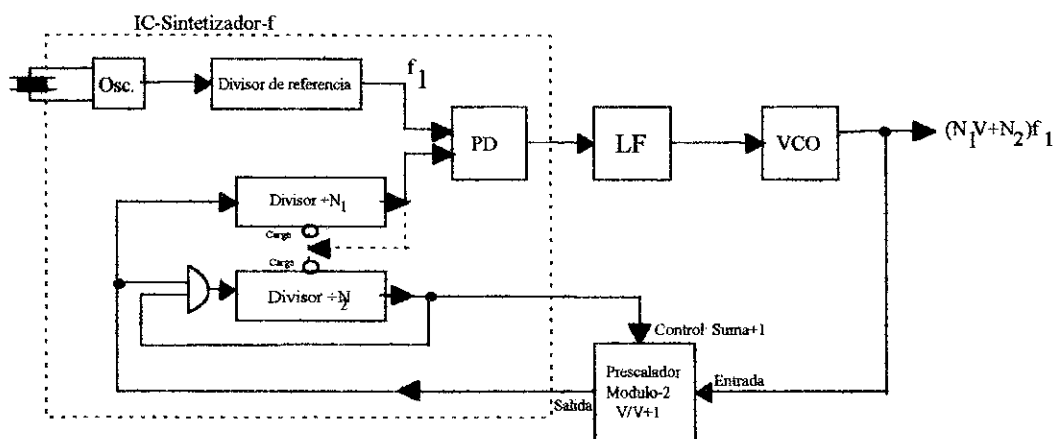 IC-Sintetizador-f
Osc.
Divisor de referencia
f1
PD
LF
VCO
(N1V+N2)f1
Divisor ÷N1
Carga
Carga
Divisor ÷N2
Control Suma+1
Prescalador
Modulo-2
V/V+1
Entrada
Salida